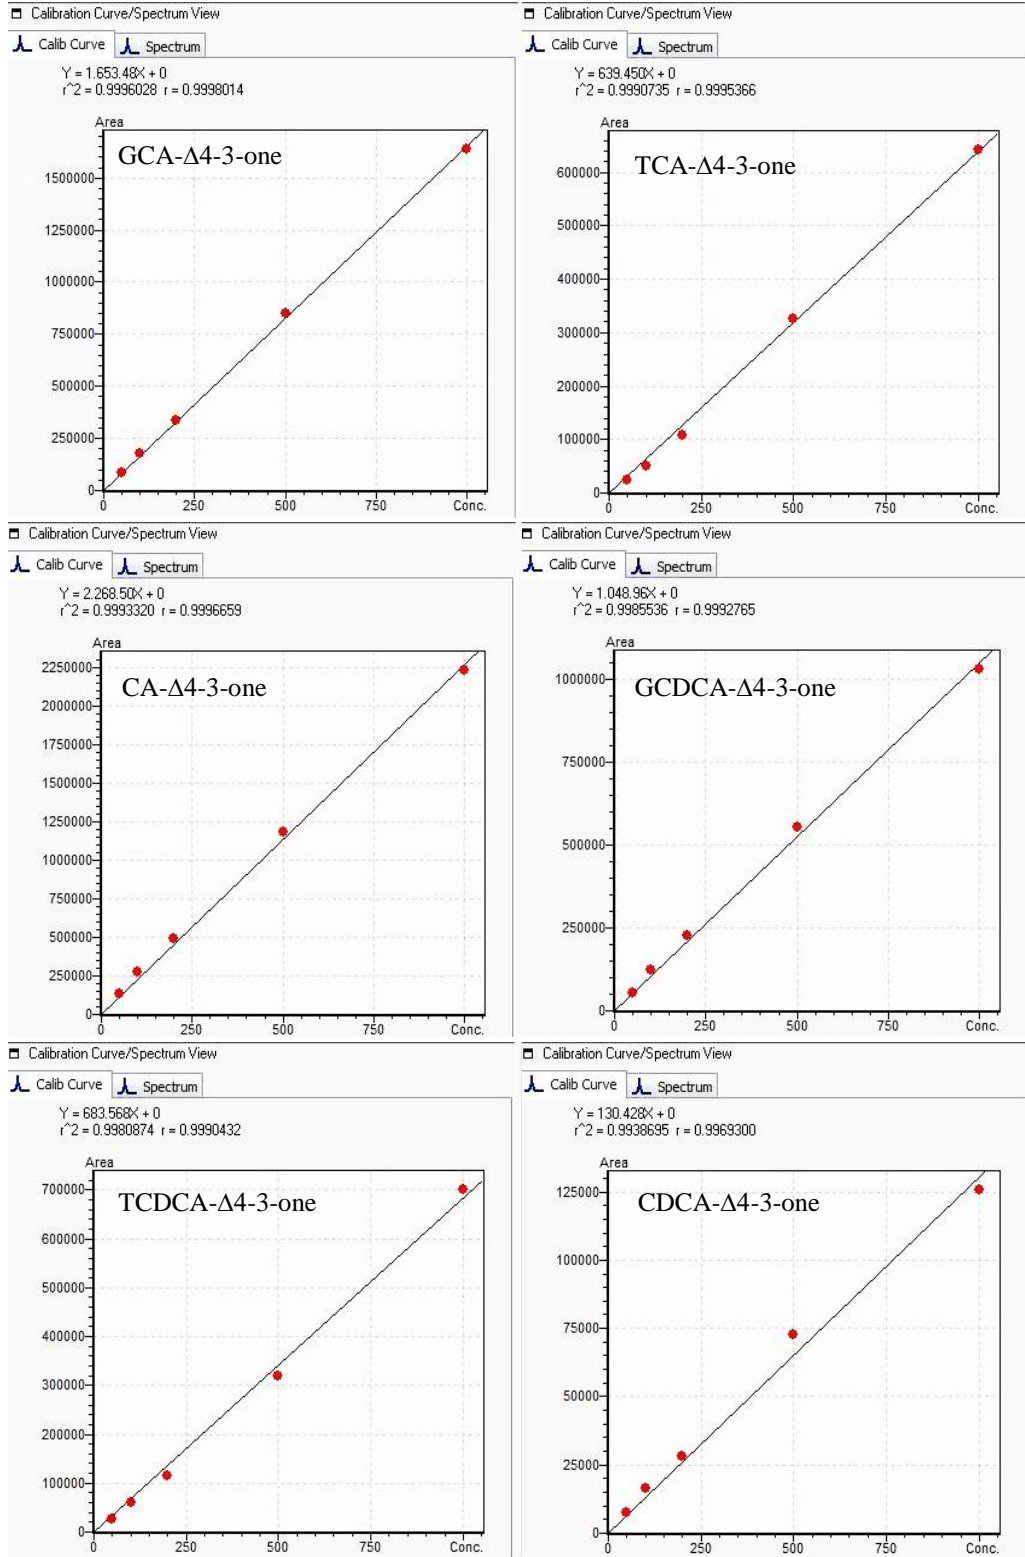 Calibration Curve/Spectrum View
Calib Curve Spectrum
Y = 1.653.48X + 0
r^2 = 0.9996028 r = 0.9998014
Area
GCA-Δ4-3-one
1500000
1250000
1000000
750000
500000
250000
0
0 250 500 750 Conc.
Calibration Curve/Spectrum View
Calib Curve Spectrum
Y = 639.450X + 0
r^2 = 0.9990735 r = 0.9995366
Area
TCA-Δ4-3-one
600000
500000
400000
300000
200000
100000
0
0 250 500 750 Conc.
Calibration Curve/Spectrum View
Calib Curve Spectrum
Y = 2.268.50X + 0
r^2 = 0.9993320 r = 0.9996659
Area
CA-Δ4-3-one
2250000
2000000
1750000
1500000
1250000
1000000
750000
500000
250000
0
0 250 500 750 Conc.
Calibration Curve/Spectrum View
Calib Curve Spectrum
Y = 1.048.96X + 0
r^2 = 0.9985536 r = 0.9992765
Area
GCDCA-Δ4-3-one
1000000
750000
500000
250000
0
0 250 500 750 Conc.
Calibration Curve/Spectrum View
Calib Curve Spectrum
Y = 683.568X + 0
r^2 = 0.9980874 r = 0.9990432
Area
TCDCA-Δ4-3-one
700000
600000
500000
400000
300000
200000
100000
0
0 250 500 750 Conc.
Calibration Curve/Spectrum View
Calib Curve Spectrum
Y = 130.428X + 0
r^2 = 0.9938695 r = 0.9969300
Area
CDCA-Δ4-3-one
125000
100000
75000
50000
25000
0
0 250 500 750 Conc.